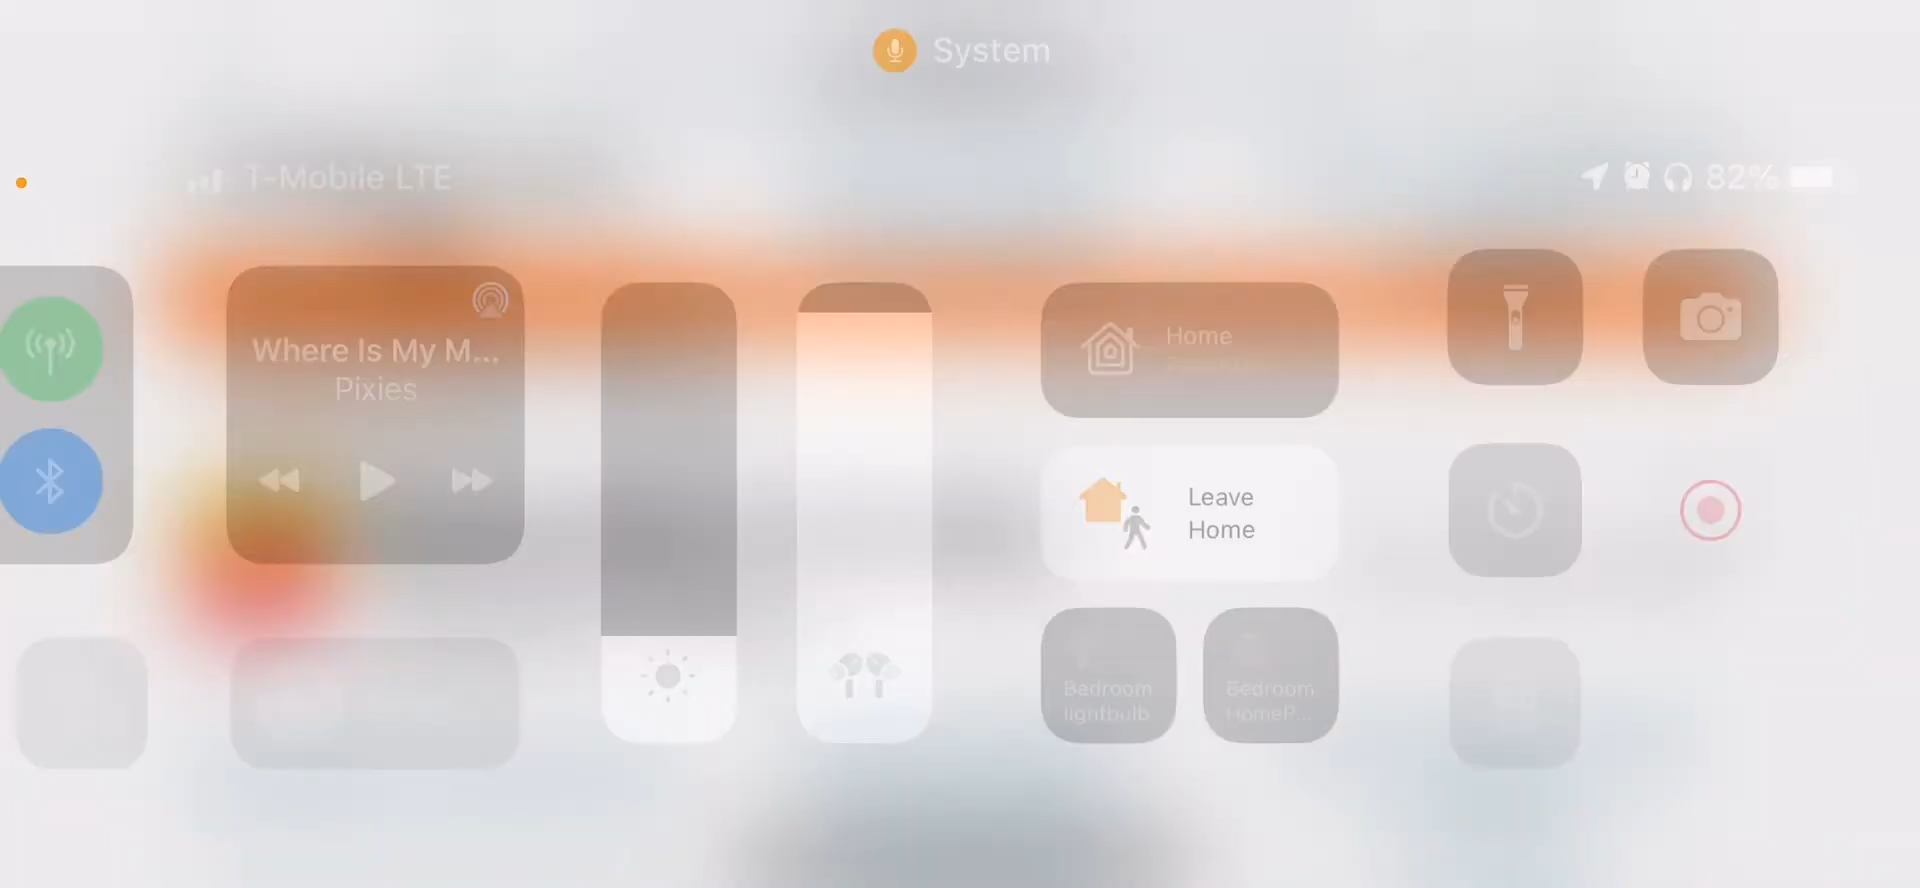 System
T-Mobile LTE
82%
Where Is My M...
Pixies
Home
Leave
Home
Bedroom
lightbulb
Bedroom
HomeP...